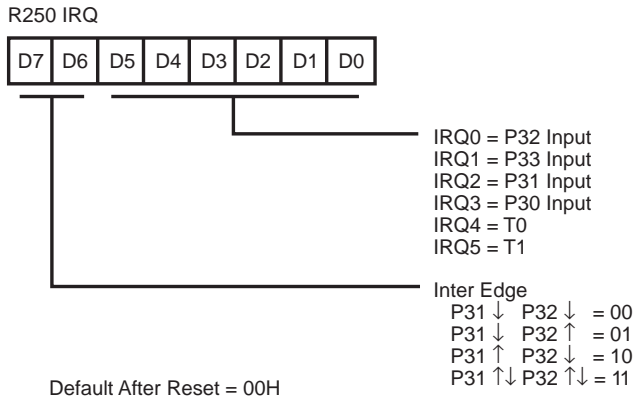 R250 IRQ
D7 D6 D5 D4 D3 D2 D1 D0
IRQ0 = P32 Input
IRQ1 = P33 Input
IRQ2 = P31 Input
IRQ3 = P30 Input
IRQ4 = T0
IRQ5 = T1
Inter Edge
P31 ↓ P32 ↓ = 00
P31 ↓ P32 ↑ = 01
P31 ↑ P32 ↓ = 10
P31 ↑↓ P32 ↑↓ = 11
Default After Reset = 00H